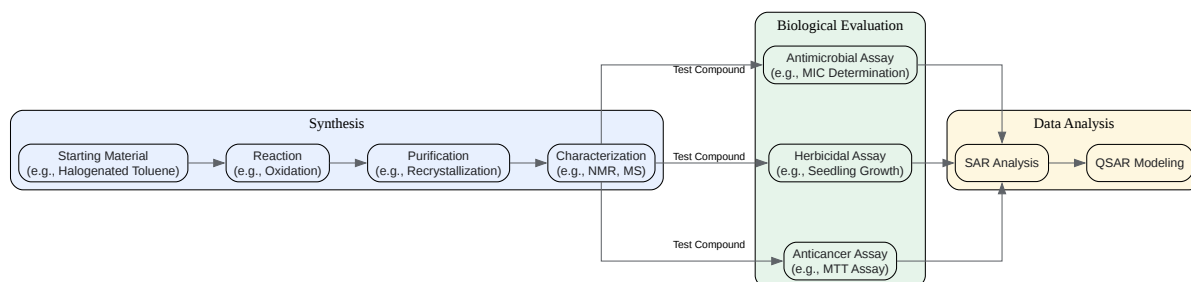 Synthesis
Starting Material
(e.g., Halogenated Toluene)
Reaction
(e.g., Oxidation)
Purification
(e.g., Recrystallization)
Characterization
(e.g., NMR, MS)
Test Compound
Test Compound
Test Compound
Biological Evaluation
Antimicrobial Assay
(e.g., MIC Determination)
Herbicidal Assay
(e.g., Seedling Growth)
Anticancer Assay
(e.g., MTT Assay)
Data Analysis
SAR Analysis
QSAR Modeling